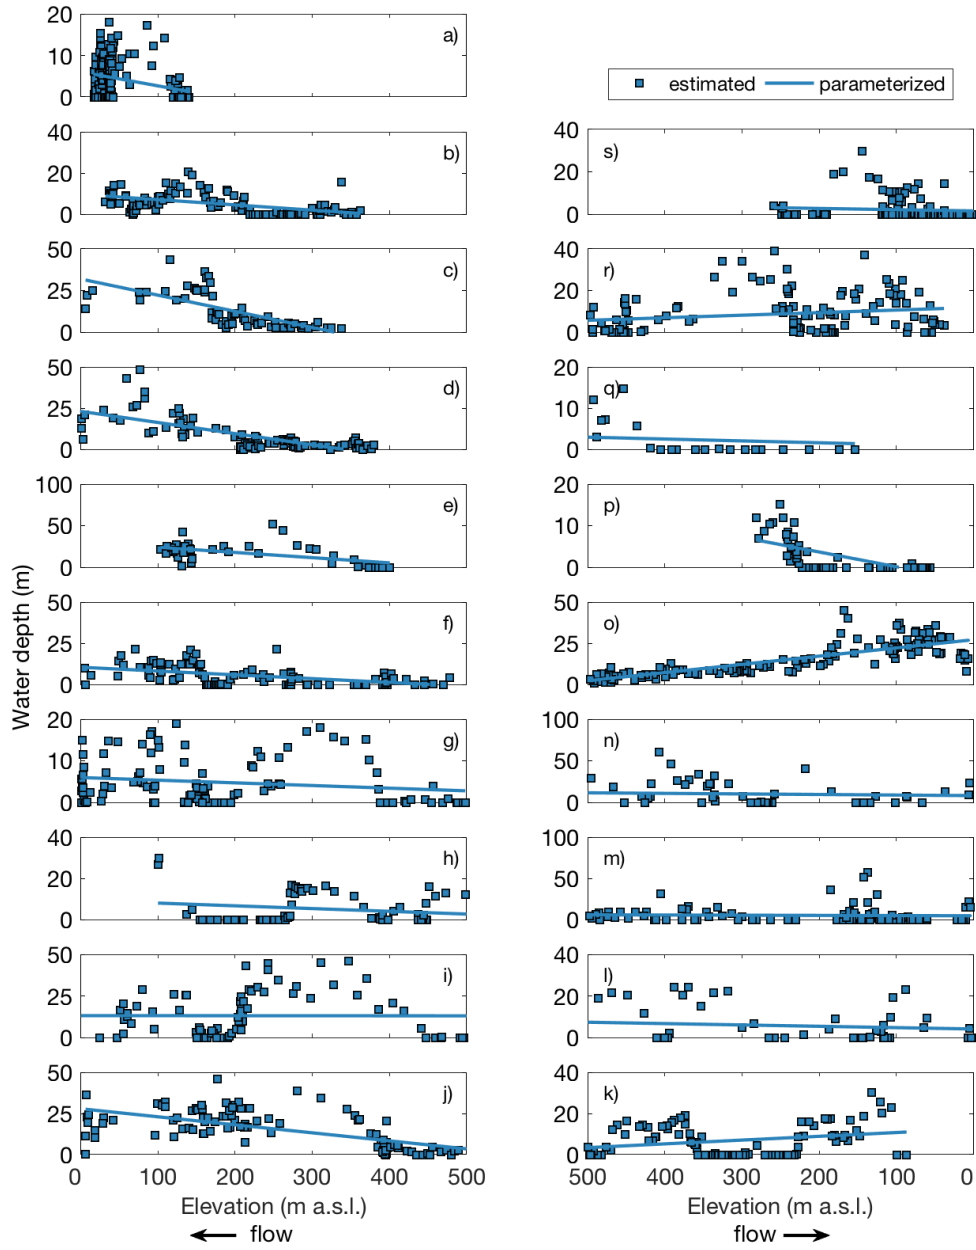 20
10
0
a)
estimated
parameterized
40
20
0
b)
40
20
0
s)
50
25
0
c)
40
20
0
r)
50
25
0
d)
20
10
0
q)
100
50
0
e)
20
10
0
p)
Water depth (m)
50
25
0
f)
50
25
0
o)
20
10
0
g)
100
50
0
n)
40
20
0
h)
100
50
0
m)
50
25
0
i)
40
20
0
l)
50
25
0
j)
40
20
0
k)
0 100 200 300 400 500
500 400 300 200 100 0
Elevation (m a.s.l.)
Elevation (m a.s.l.)
flow
flow